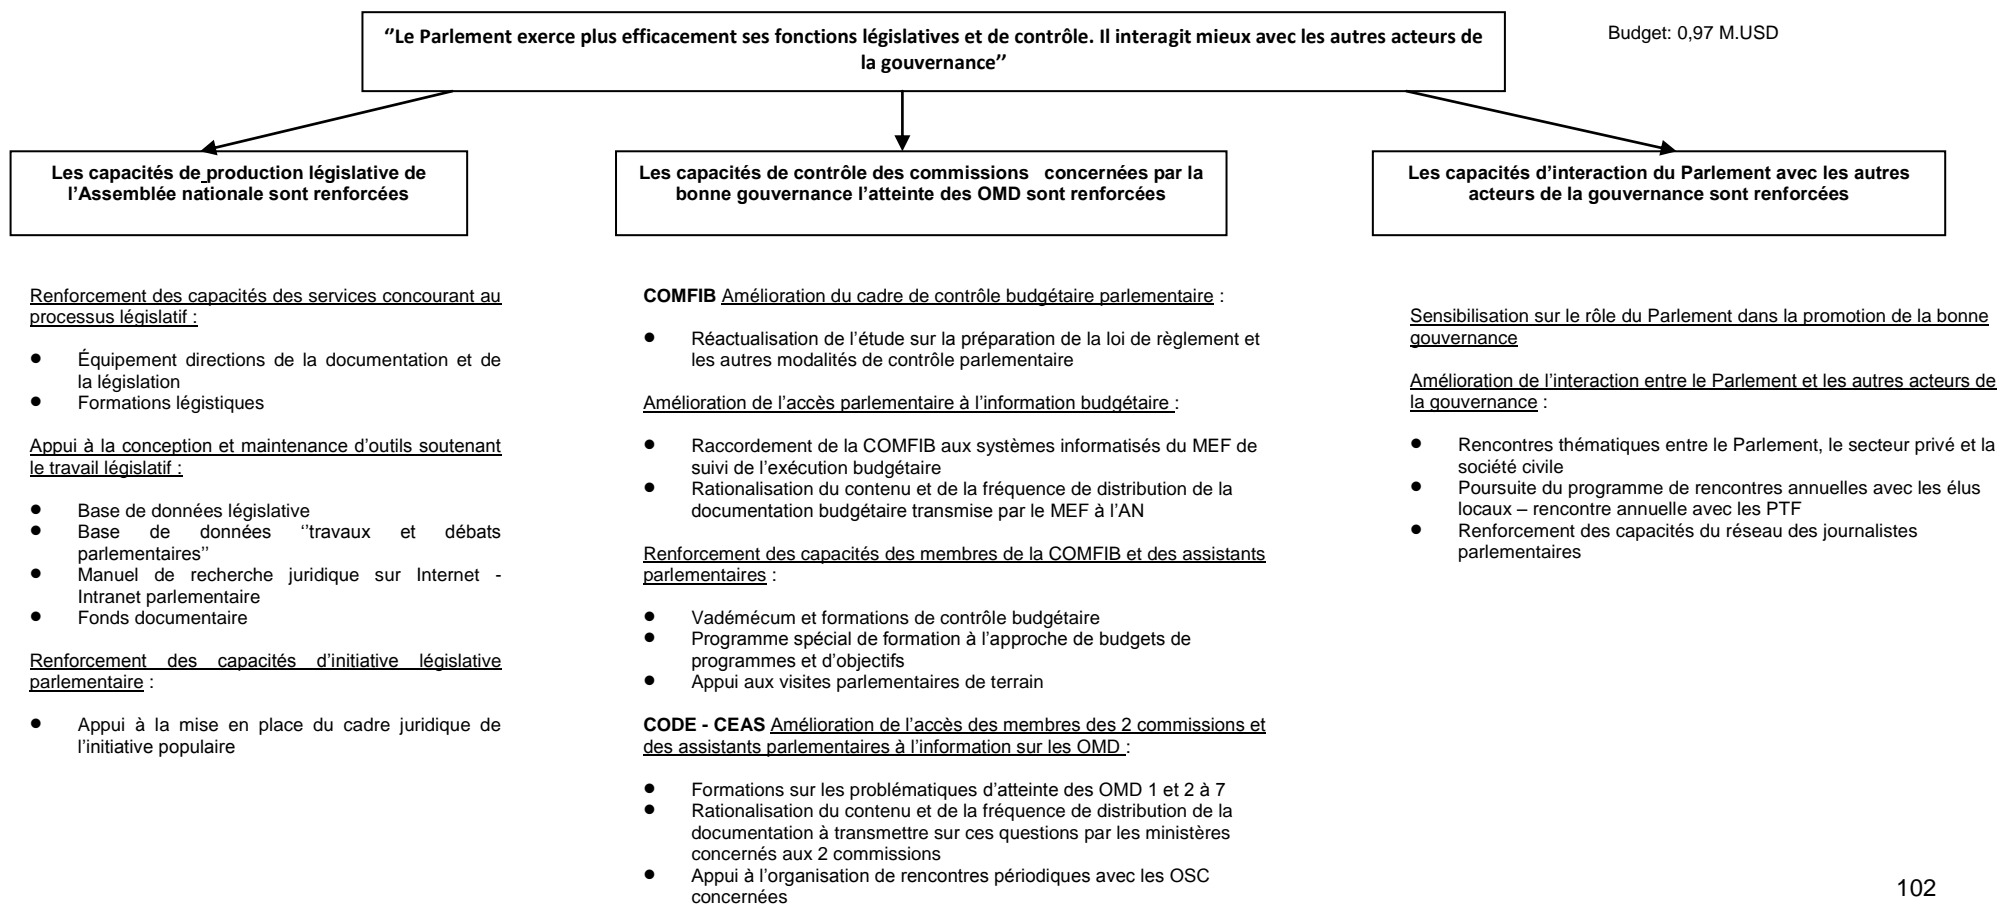 ‘’Le Parlement exerce plus efficacement ses fonctions législatives et de contrôle. Il interagit mieux avec les autres acteurs de
la gouvernance’’
Budget: 0,97 M.USD
Les capacités de production législative de
l’Assemblée nationale sont renforcées
Les capacités de contrôle des commissions concernées par la
bonne gouvernance l’atteinte des OMD sont renforcées
Les capacités d’interaction du Parlement avec les autres
acteurs de la gouvernance sont renforcées
Renforcement des capacités des services concourant au
processus législatif :
● Équipement directions de la documentation et de
la législation
● Formations légistiques
Appui à la conception et maintenance d’outils soutenant
le travail législatif :
● Base de données législative
● Base de données ‘’travaux et débats
parlementaires’’
● Manuel de recherche juridique sur Internet -
Intranet parlementaire
● Fonds documentaire
Renforcement des capacités d’initiative législative
parlementaire :
● Appui à la mise en place du cadre juridique de
l’initiative populaire
COMFIB Amélioration du cadre de contrôle budgétaire parlementaire :
● Réactualisation de l’étude sur la préparation de la loi de règlement et
les autres modalités de contrôle parlementaire
Amélioration de l’accès parlementaire à l’information budgétaire :
● Raccordement de la COMFIB aux systèmes informatisés du MEF de
suivi de l’exécution budgétaire
● Rationalisation du contenu et de la fréquence de distribution de la
documentation budgétaire transmise par le MEF à l’AN
Renforcement des capacités des membres de la COMFIB et des assistants
parlementaires :
● Vadémécum et formations de contrôle budgétaire
● Programme spécial de formation à l’approche de budgets de
programmes et d’objectifs
● Appui aux visites parlementaires de terrain
CODE - CEAS Amélioration de l’accès des membres des 2 commissions et
des assistants parlementaires à l’information sur les OMD :
● Formations sur les problématiques d’atteinte des OMD 1 et 2 à 7
● Rationalisation du contenu et de la fréquence de distribution de la
documentation à transmettre sur ces questions par les ministères
concernés aux 2 commissions
● Appui à l’organisation de rencontres périodiques avec les OSC
concernées
Sensibilisation sur le rôle du Parlement dans la promotion de la bonne
gouvernance
Amélioration de l’interaction entre le Parlement et les autres acteurs de
la gouvernance :
● Rencontres thématiques entre le Parlement, le secteur privé et la
société civile
● Poursuite du programme de rencontres annuelles avec les élus
locaux – rencontre annuelle avec les PTF
● Renforcement des capacités du réseau des journalistes
parlementaires
102